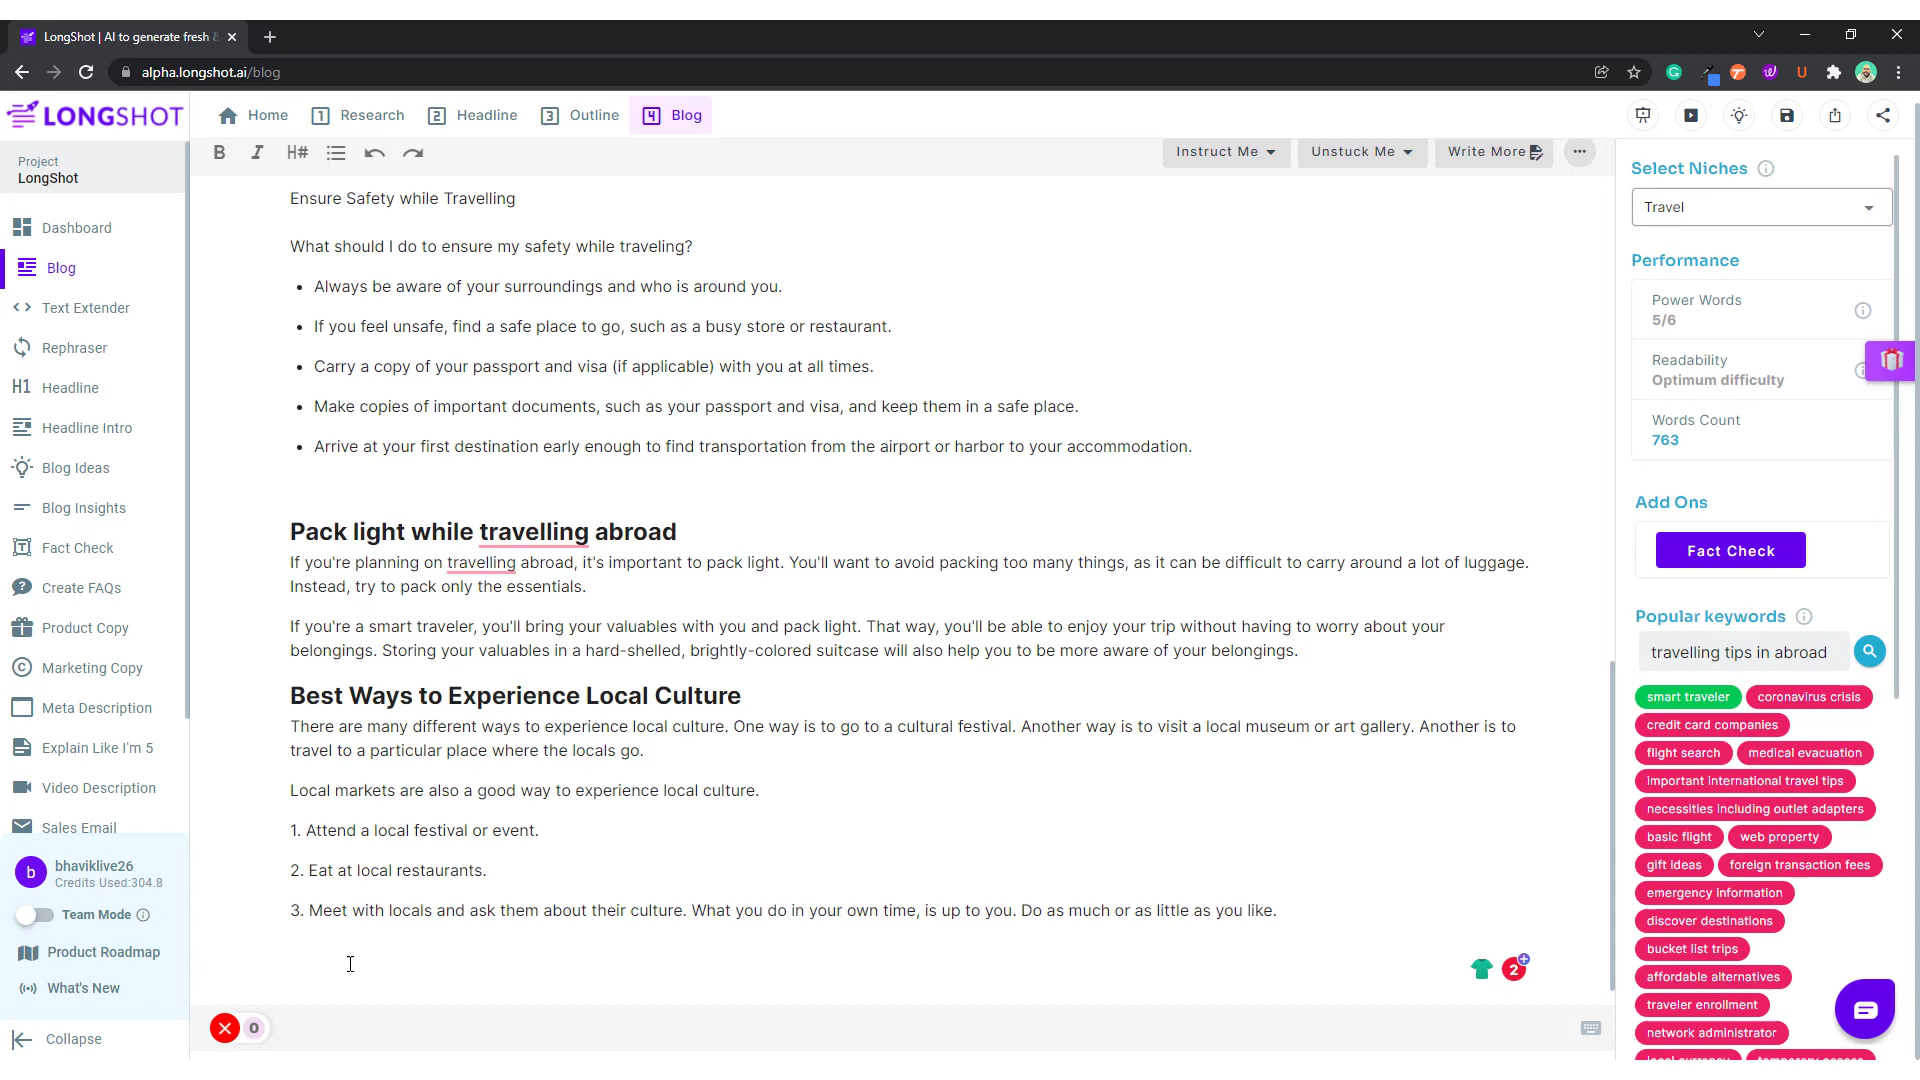 LongShot | AI to generate fresh &
alpha.longshot.ai/blog
LONGSHOT
Home
1 Research
2 Headline
3 Outline
4 Blog
Project
LongShot
Dashboard
Blog
Text Extender
Rephraser
H1 Headline
Headline Intro
Blog Ideas
Blog Insights
Fact Check
Create FAQs
Product Copy
Marketing Copy
Meta Description
Explain Like I'm 5
Video Description
Sales Email
b
bhaviklive26
Credits Used:304.8
Team Mode
Product Roadmap
What's New
Collapse
B I H#
Instruct Me
Unstuck Me
Write More
Ensure Safety while Travelling
What should I do to ensure my safety while traveling?
• Always be aware of your surroundings and who is around you.
• If you feel unsafe, find a safe place to go, such as a busy store or restaurant.
• Carry a copy of your passport and visa (if applicable) with you at all times.
• Make copies of important documents, such as your passport and visa, and keep them in a safe place.
• Arrive at your first destination early enough to find transportation from the airport or harbor to your accommodation.
Pack light while travelling abroad
If you're planning on travelling abroad, it's important to pack light. You'll want to avoid packing too many things, as it can be difficult to carry around a lot of luggage.
Instead, try to pack only the essentials.
If you're a smart traveler, you'll bring your valuables with you and pack light. That way, you'll be able to enjoy your trip without having to worry about your
belongings. Storing your valuables in a hard-shelled, brightly-colored suitcase will also help you to be more aware of your belongings.
Best Ways to Experience Local Culture
There are many different ways to experience local culture. One way is to go to a cultural festival. Another way is to visit a local museum or art gallery. Another is to
travel to a particular place where the locals go.
Local markets are also a good way to experience local culture.
1. Attend a local festival or event.
2. Eat at local restaurants.
3. Meet with locals and ask them about their culture. What you do in your own time, is up to you. Do as much or as little as you like.
2
0
Select Niches
Travel
Performance
Power Words
5/6
Readability
Optimum difficulty
Words Count
763
Add Ons
Fact Check
Popular keywords
travelling tips in abroad
smart traveler
coronavirus crisis
credit card companies
flight search
medical evacuation
important international travel tips
necessities including outlet adapters
basic flight
web property
gift ideas
foreign transaction fees
emergency information
discover destinations
bucket list trips
affordable alternatives
traveler enrollment
network administrator